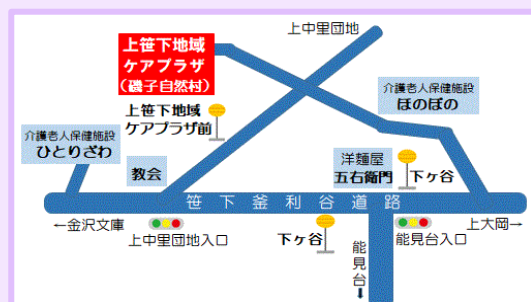 上中里団地
上笹下地域
ケアプラザ
(磯子自然村)
介護老人保健施設
ほのぼの
上笹下地域
ケアプラザ前
介護老人保健施設
ひとりざわ
教会
洋麺屋
五右衛門
下ヶ谷
笹下釜利谷道路
←金沢文庫
上中里団地入口
下ヶ谷
能見台入口
上大岡→
能見台↓